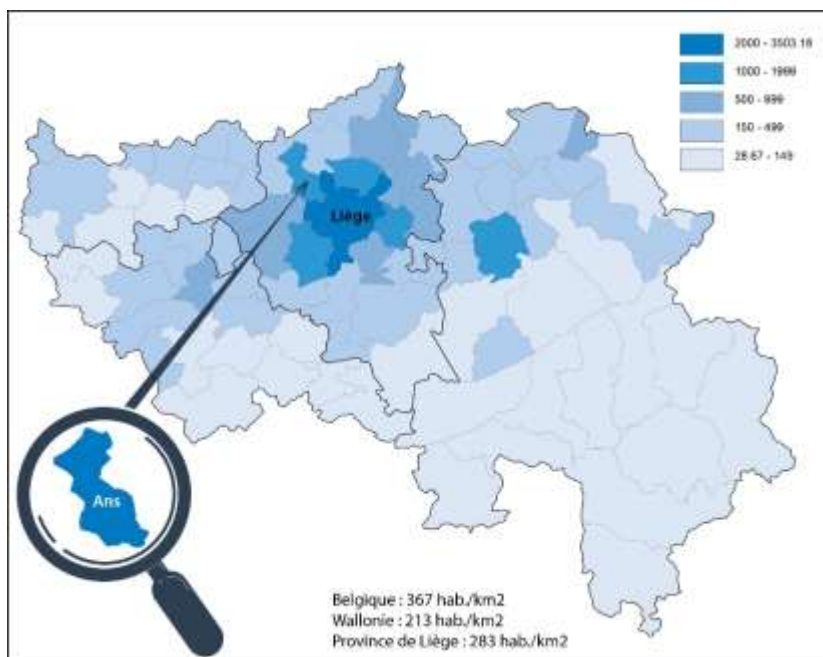 2000 - 3503.18
1000 - 1999
500 - 999
150 - 499
28.67 - 149
Liège
Ans
Belgique : 367 hab./km2
Wallonie : 213 hab./km2
Province de Liège : 283 hab./km2